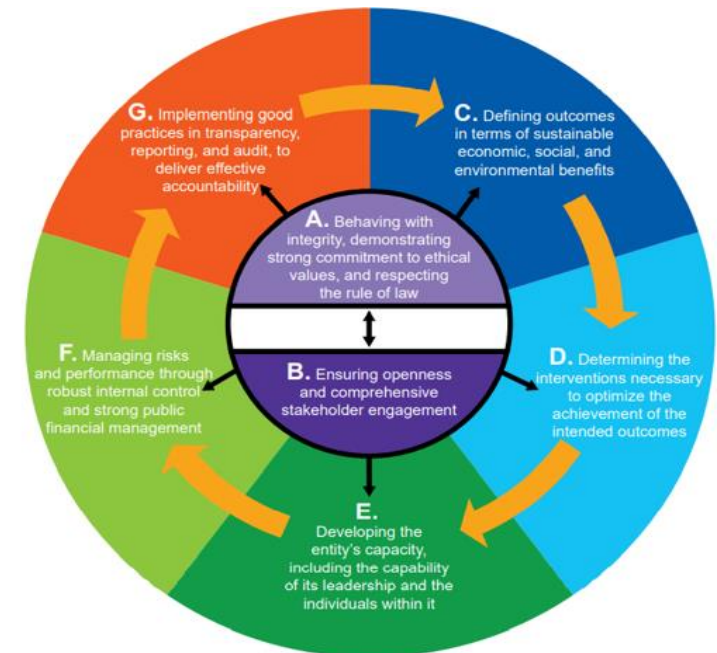 A. Behaving with
integrity, demonstrating
strong commitment to ethical
values, and respecting
the rule of law
B. Ensuring openness
and comprehensive
stakeholder engagement
C. Defining outcomes
in terms of sustainable
economic, social, and
environmental benefits
D. Determining the
interventions necessary
to optimize the
achievement of the
intended outcomes
E.
Developing the
entity's capacity,
including the capability
of its leadership and the
individuals within it
F. Managing risks
and performance through
robust internal control
and strong public
financial management
G. Implementing good
practices in transparency,
reporting, and audit, to
deliver effective
accountability